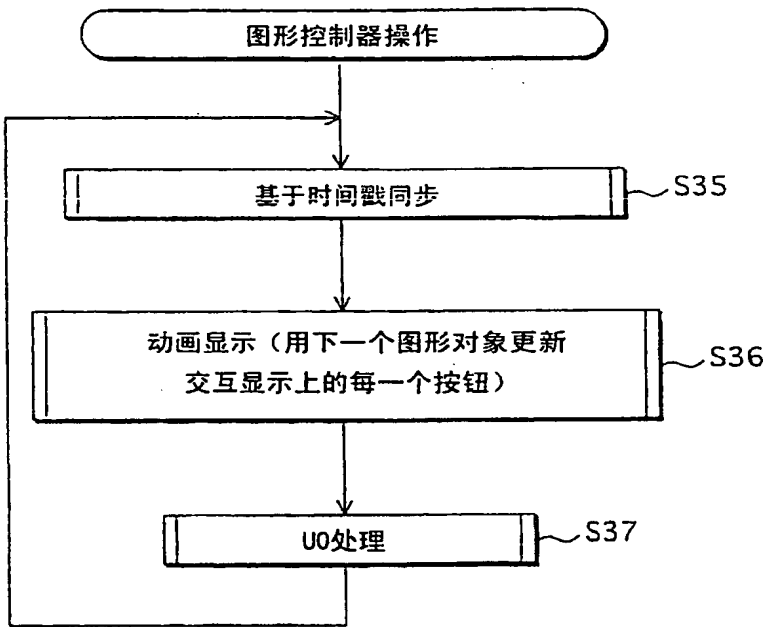 图形控制器操作
基于时间戳同步
S35
动画显示（用下一个图形对象更新
交互显示上的每一个按钮）
S36
UO处理
S37